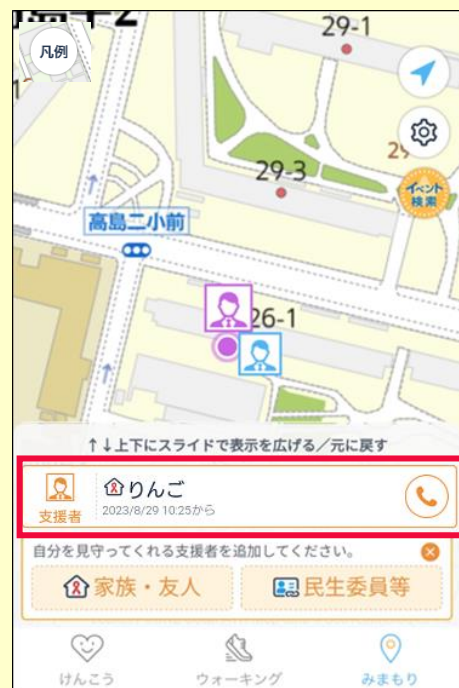 凡例
29-1
29-3
イベント
検索
高島二小前
26-1
↑↓上下にスライドで表示を広げる／元に戻す
りんご
支援者
2023/8/29 10:25から
自分を見守ってくれる支援者を追加してください。
家族・友人
民生委員等
けんこう
ウォーキング
みまもり